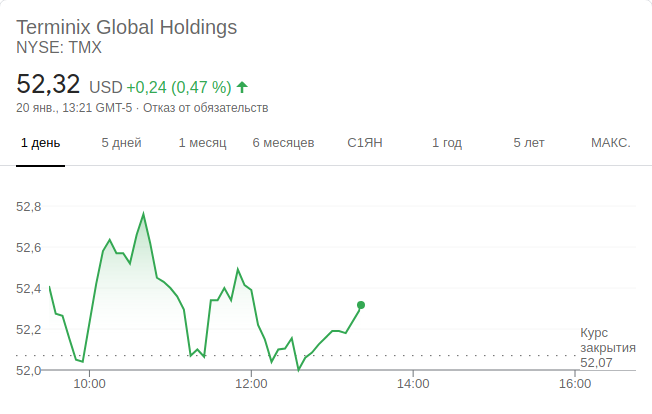 Terminix Global Holdings
NYSE: TMX
52,32 USD +0,24 (0,47 %)
20 янв., 13:21 GMT-5 · Отказ от обязательств
1 день 5 дней 1 месяц 6 месяцев С1ЯН 1 год 5 лет МАКС.
52,8
52,6
52,4
52,2
52,0
Курс
закрытия
52,07
10:00 12:00 14:00 16:00